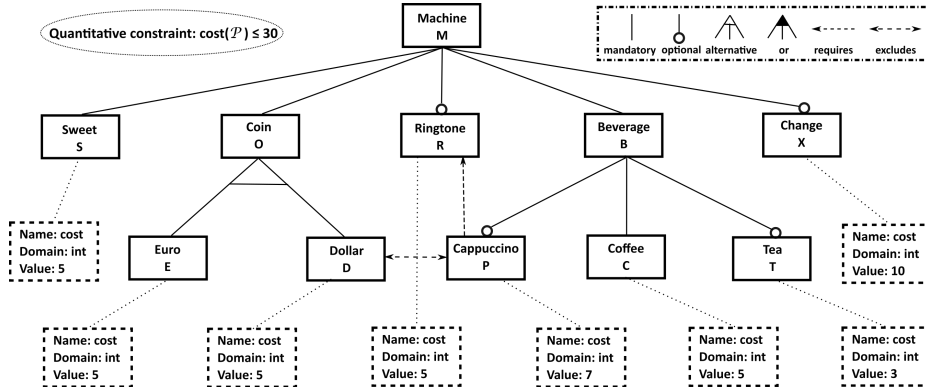 Quantitative constraint: cost(𝒫) ≤ 30
Machine
M
mandatory optional alternative or requires excludes
Sweet
S
Coin
O
Ringtone
R
Beverage
B
Change
X
Name: cost
Domain: int
Value: 5
Euro
E
Dollar
D
Cappuccino
P
Coffee
C
Tea
T
Name: cost
Domain: int
Value: 10
Name: cost
Domain: int
Value: 5
Name: cost
Domain: int
Value: 5
Name: cost
Domain: int
Value: 5
Name: cost
Domain: int
Value: 7
Name: cost
Domain: int
Value: 5
Name: cost
Domain: int
Value: 3